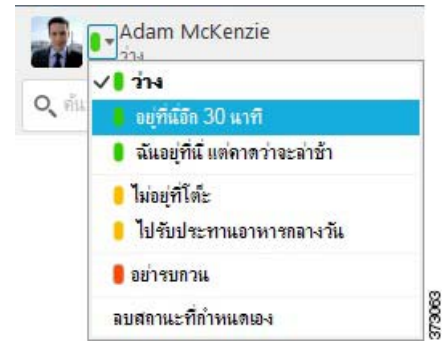 Adam McKenzie
ว่าง
ค้น
ว่าง
อยู่ที่นี่อีก 30 นาที
ฉันอยู่ที่นี่ แต่คาดว่าจะล่าช้า
ไม่อยู่ที่โต๊ะ
ไปรับประทานอาหารกลางวัน
อย่ารบกวน
ลบสถานะที่กำหนดเอง
373063